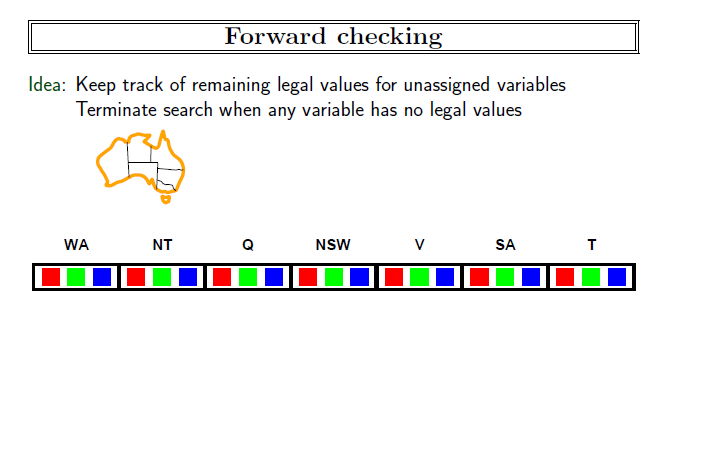 Forward checking
Idea: Keep track of remaining legal values for unassigned variables
Terminate search when any variable has no legal values
WA NT Q NSW V SA T